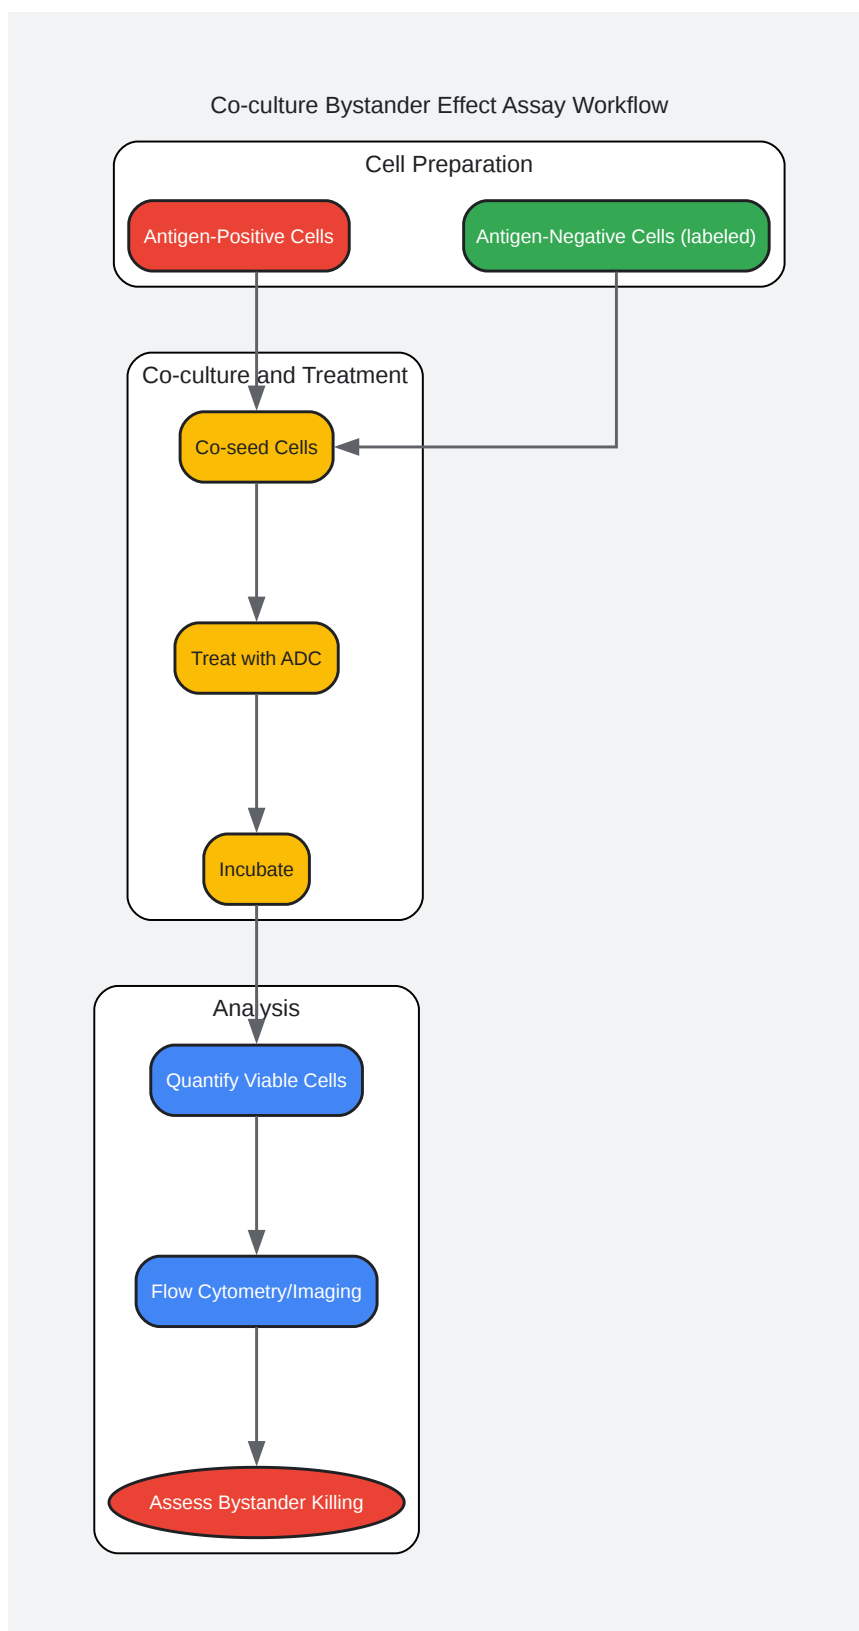 Co-culture Bystander Effect Assay Workflow
Cell Preparation
Antigen-Positive Cells
Antigen-Negative Cells (labeled)
Co-culture and Treatment
Co-seed Cells
Treat with ADC
Incubate
Analysis
Quantify Viable Cells
Flow Cytometry/Imaging
Assess Bystander Killing